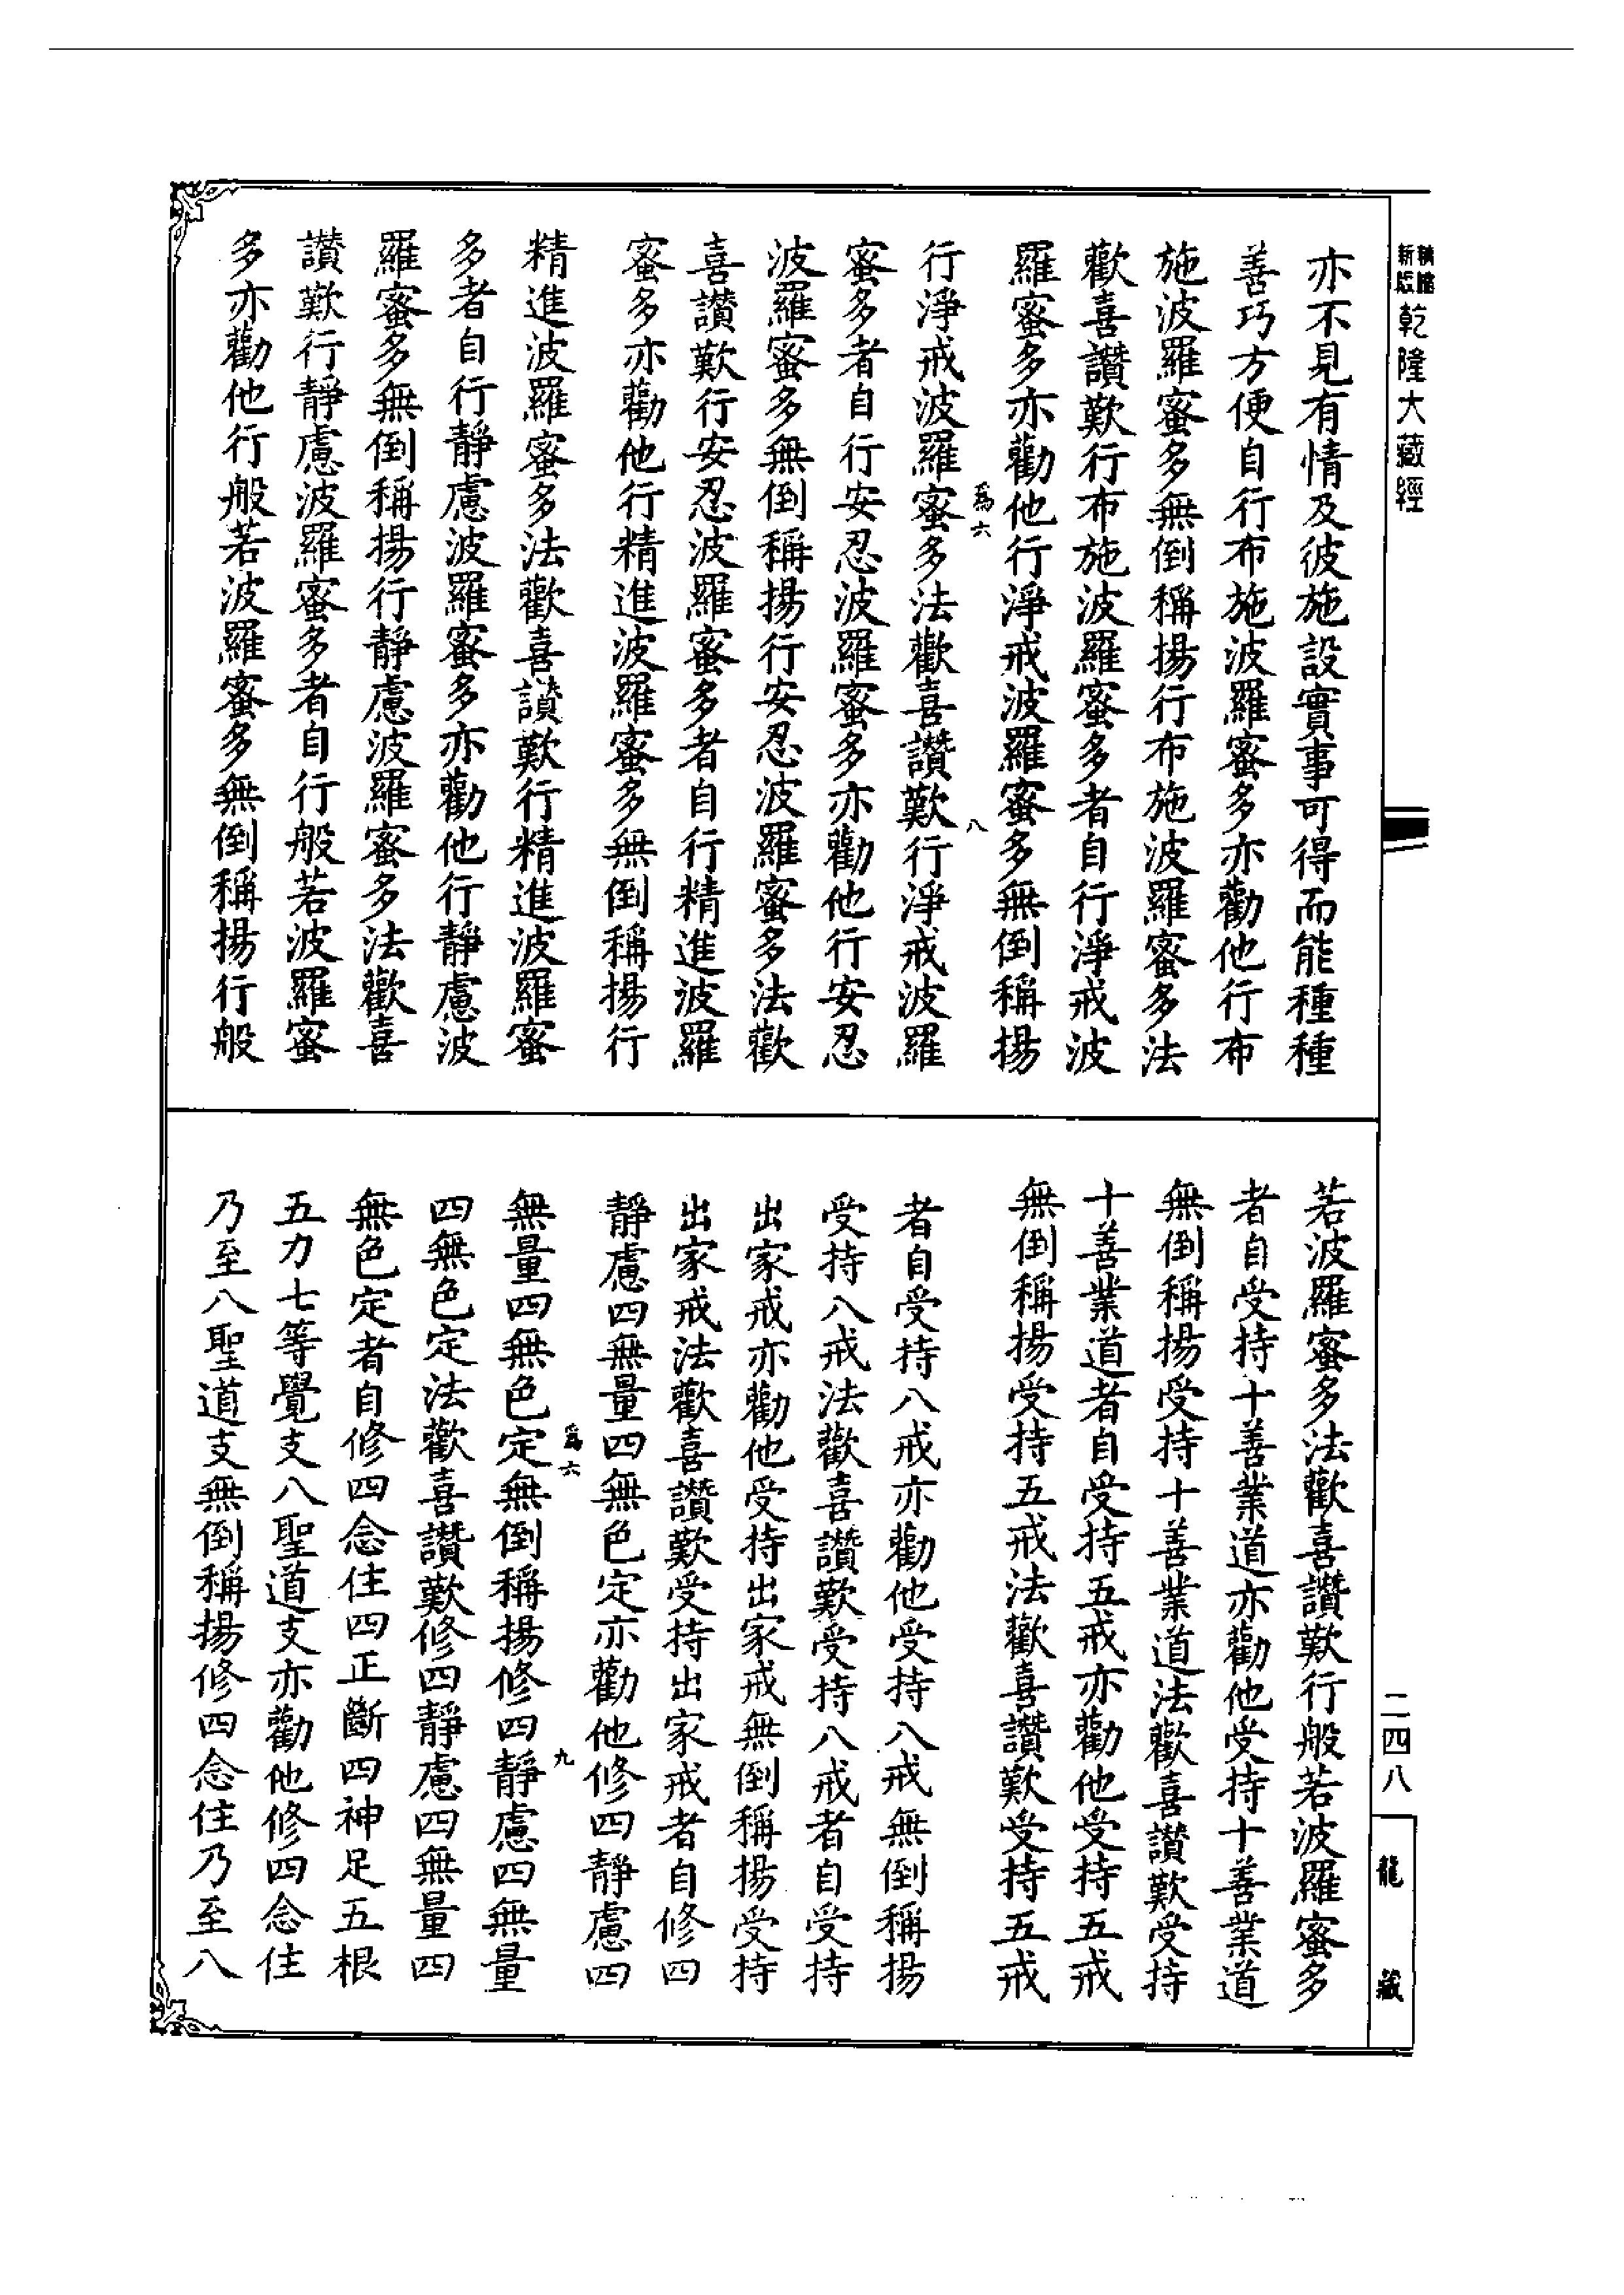 乾隆大藏經
亦不見有情及彼施設實事可得而能種種
善巧方便自行布施波羅蜜多亦勸他行布
施波羅蜜多無倒稱揚行布施波羅蜜多法
歡喜讚歎行布施波羅蜜多者自行淨戒波
羅蜜多亦勸他行淨戒波羅蜜多無倒稱揚
為六
八
行淨戒波羅蜜多法歡喜讚歎行淨戒波羅
蜜多者自行安忍波羅蜜多亦勸他行安忍
波羅蜜多無倒稱揚行安忍波羅蜜多法歡
喜讚歎行安忍波羅蜜多者自行精進波羅
蜜多亦勸他行精進波羅蜜多無倒稱揚行
精進波羅蜜多法歡喜讚歎行精進波羅蜜
多者自行靜慮波羅蜜多亦勸他行靜慮波
羅蜜多無倒稱揚行靜慮波羅蜜多法歡喜
讚歎行靜慮波羅蜜多者自行般若波羅蜜
多亦勸他行般若波羅蜜多無倒稱揚行般
二四八
龍藏
若波羅蜜多法歡喜讚歎行般若波羅蜜多
者自受持十善業道亦勸他受持十善業道
無倒稱揚受持十善業道法歡喜讚歎受持
十善業道者自受持五戒亦勸他受持五戒
無倒稱揚受持五戒法歡喜讚歎受持五戒
者自受持八戒亦勸他受持八戒無倒稱揚
受持八戒法歡喜讚歎受持八戒者自受持
出家戒亦勸他受持出家戒無倒稱揚受持
出家戒法歡喜讚歎受持出家戒者自修四
靜慮四無量四無色定亦勸他修四靜慮四
為六
九
無量四無色定無倒稱揚修四靜慮四無量
四無色定法歡喜讚歎修四靜慮四無量四
無色定者自修四念住四正斷四神足五根
五力七等覺支八聖道支亦勸他修四念住
乃至八聖道支無倒稱揚修四念住乃至八